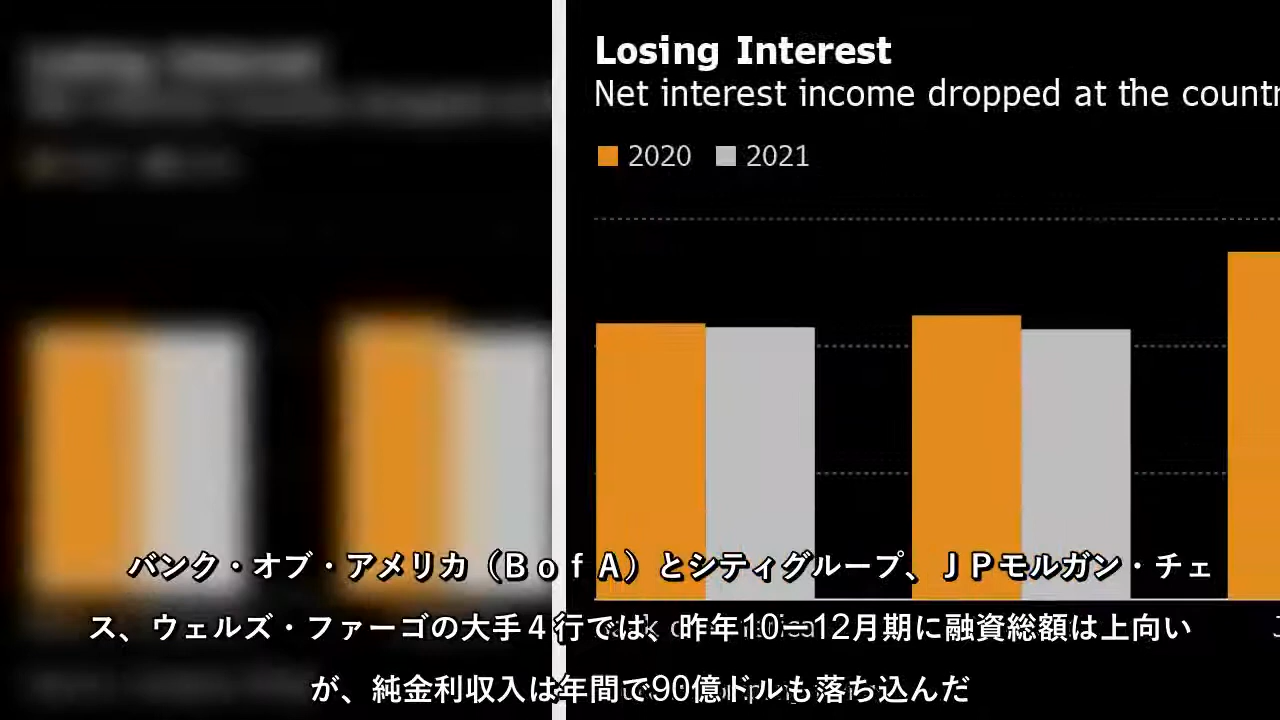 Losing Interest
Net interest income dropped at the countr
2020 2021
バンク・オブ・アメリカ（ＢｏｆＡ）とシティグループ、ＪＰモルガン・チェ
ス、ウェルズ・ファーゴの大手４行では、昨年10―12月期に融資総額は上向い
が、純金利収入は年間で90億ドルも落ち込んだ